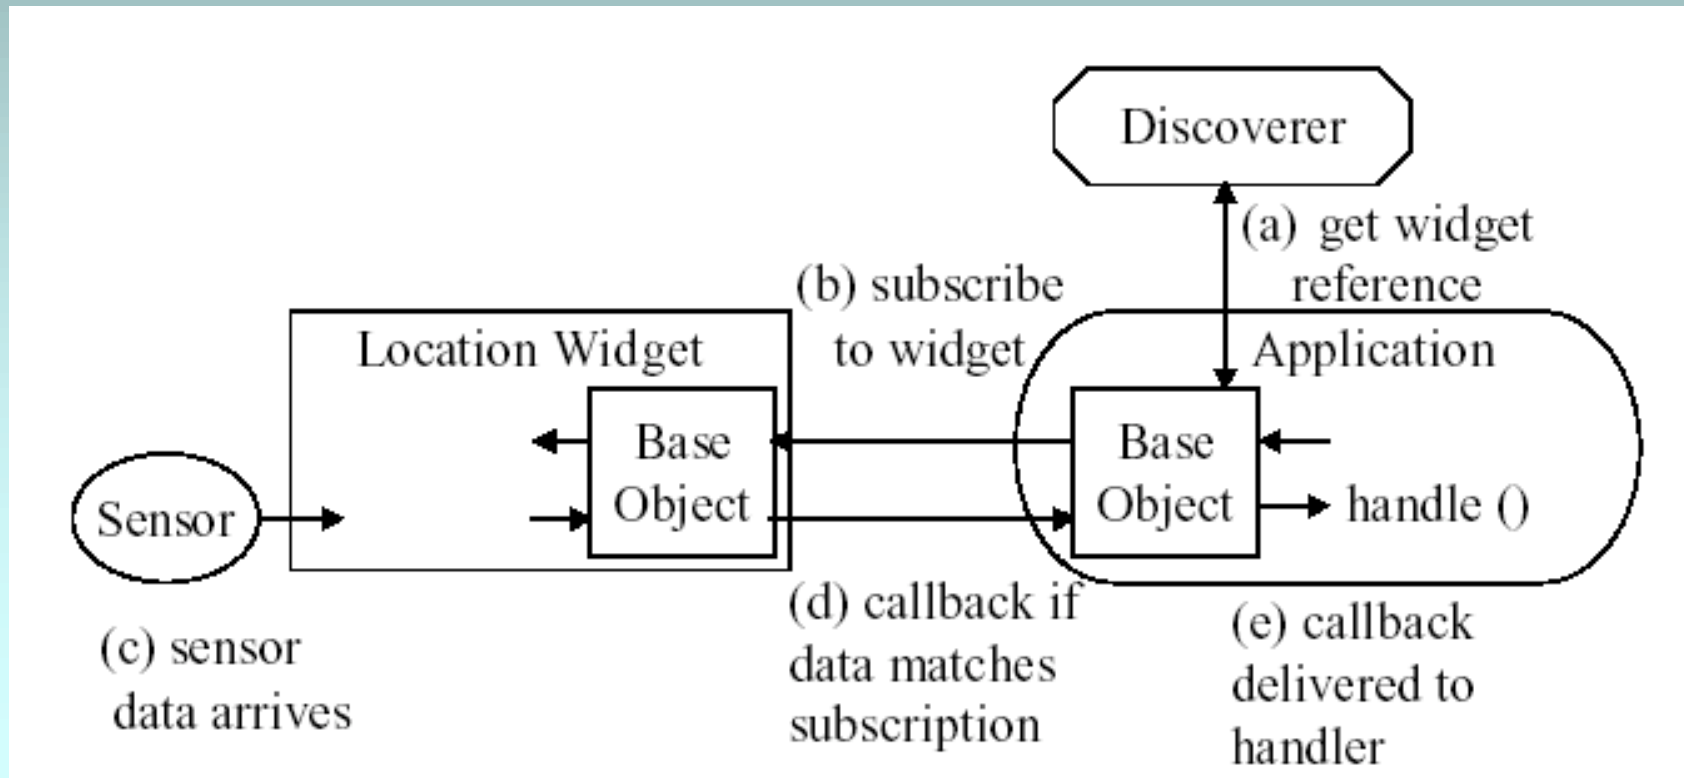 Discoverer
(a) get widget
reference
(b) subscribe
to widget
Location Widget
Application
Base
Object
Base
Object
handle ()
Sensor
(c) sensor
data arrives
(d) callback if
data matches
subscription
(e) callback
delivered to
handler